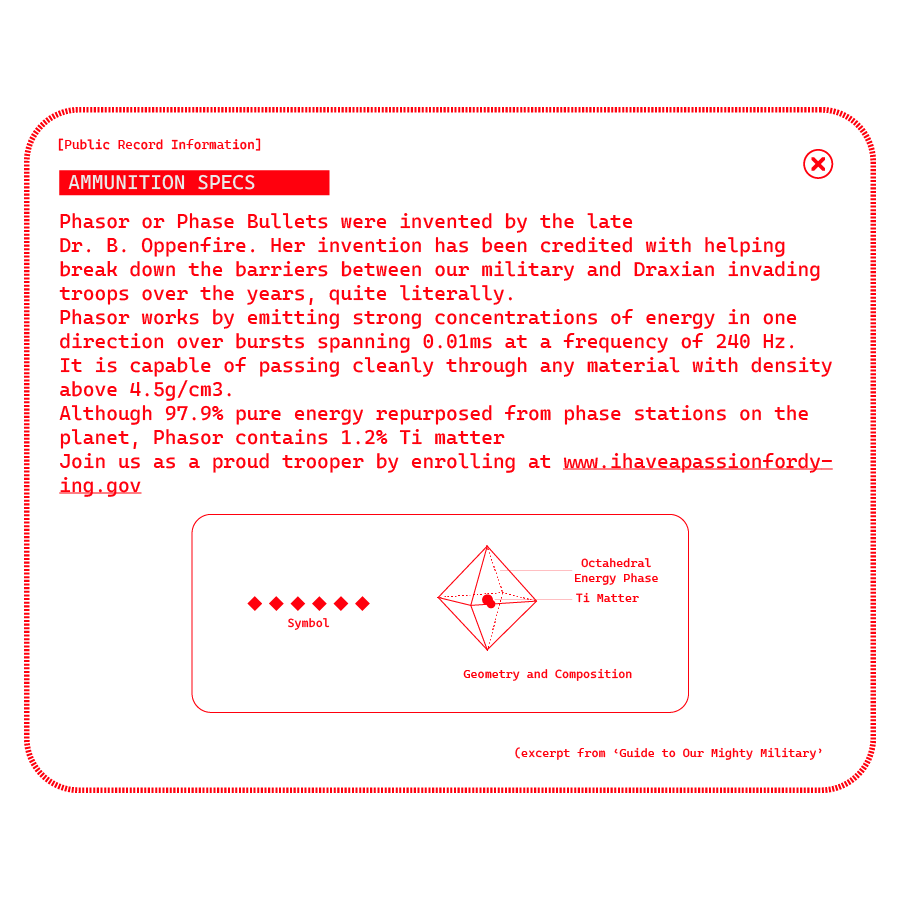 [Public Record Information]
AMMUNITION SPECS
Phasor or Phase Bullets were invented by the late
Dr. B. Oppenfire. Her invention has been credited with helping
break down the barriers between our military and Draxian invading
troops over the years, quite literally.
Phasor works by emitting strong concentrations of energy in one
direction over bursts spanning 0.01ms at a frequency of 240 Hz.
It is capable of passing cleanly through any material with density
above 4.5g/cm3.
Although 97.9% pure energy repurposed from phase stations on the
planet, Phasor contains 1.2% Ti matter
Join us as a proud trooper by enrolling at www.ihaveapassionfordy-
ing.gov
Octahedral
Energy Phase
Ti Matter
Symbol
Geometry and Composition
(excerpt from ‘Guide to Our Mighty Military’